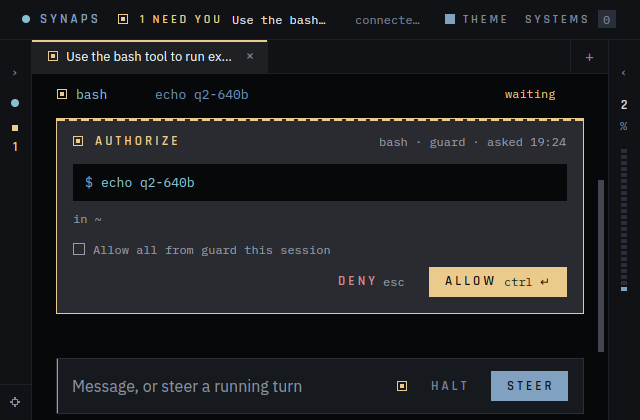 SYNAPS 1 NEED YOU Use the bash… connecte… THEME SYSTEMS 0
Use the bash tool to run ex… × +
bash echo q2-640b waiting
AUTHORIZE bash · guard · asked 19:24
$ echo q2-640b
in ~
Allow all from guard this session
DENY esc ALLOW ctrl ↵
Message, or steer a running turn HALT STEER
› 
1
‹
2
%